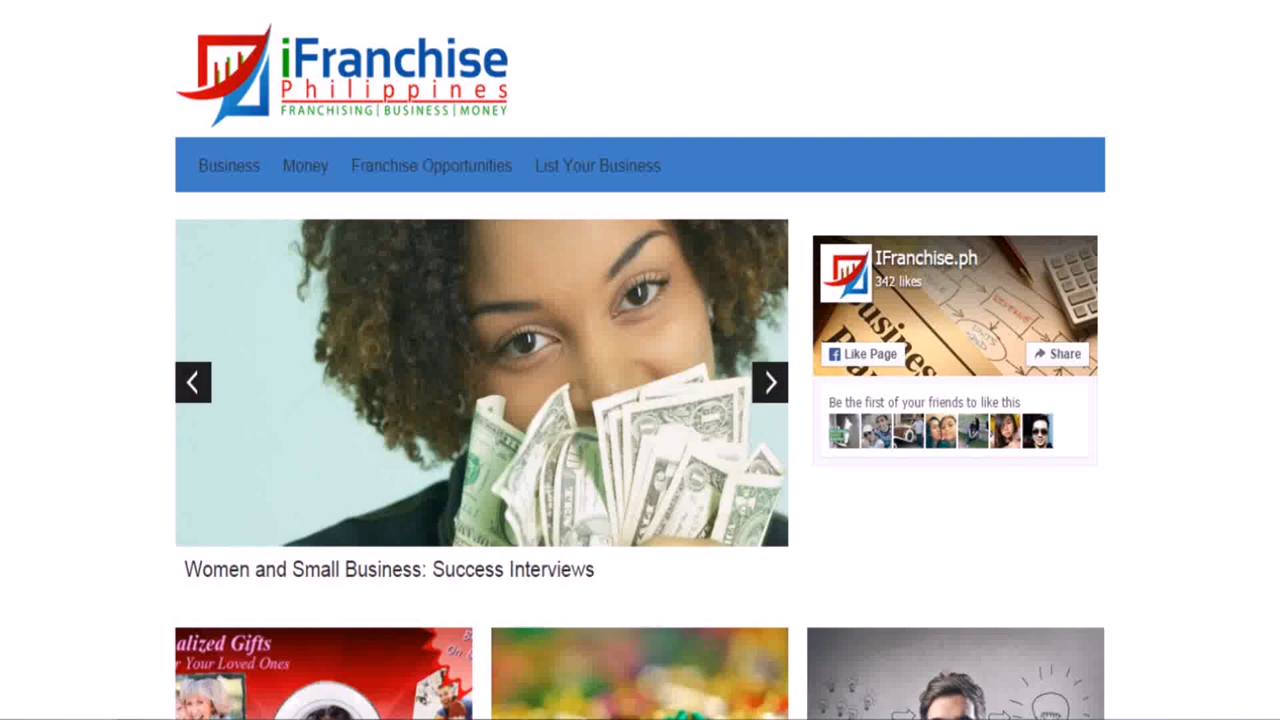 iFranchise
Philippines
FRANCHISING|BUSINESS|MONEY
Business Money Franchise Opportunities List Your Business
IFranchise.ph
342 likes
Like Page
Share
Be the first of your friends to like this
Women and Small Business: Success Interviews
alized Gifts
r Your Loved Ones